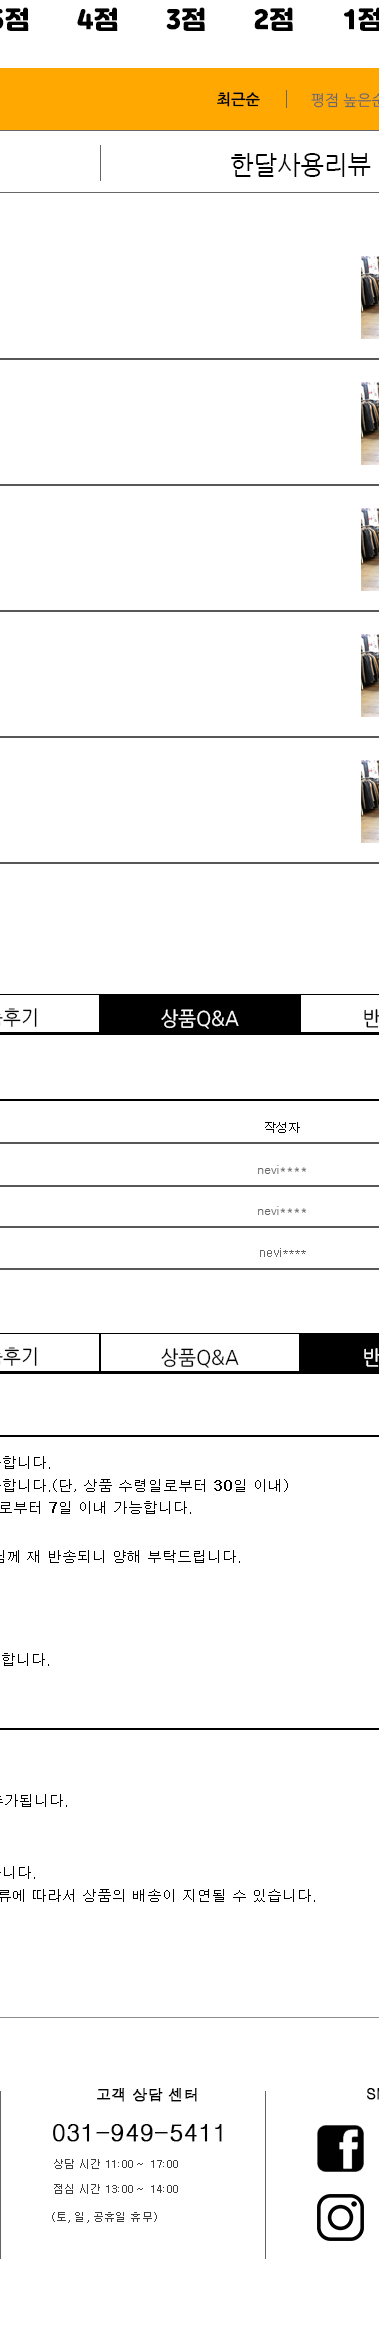 5점 4점 3점 2점 1점
최근순 평점 높은순
한달사용리뷰
후기 상품Q&A 반
작성자
nevi****
nevi****
nevi****
후기 상품Q&A 반
합니다.
합니다.(단, 상품 수령일로부터 30일 이내)
로부터 7일 이내 가능합니다.
님께 재 반송되니 양해 부탁드립니다.
합니다.
추가됩니다.
니다.
류에 따라서 상품의 배송이 지연될 수 있습니다.
고객 상담 센터
031-949-5411
상담 시간 11:00 ~ 17:00
점심 시간 13:00 ~ 14:00
(토, 일, 공휴일 휴무)